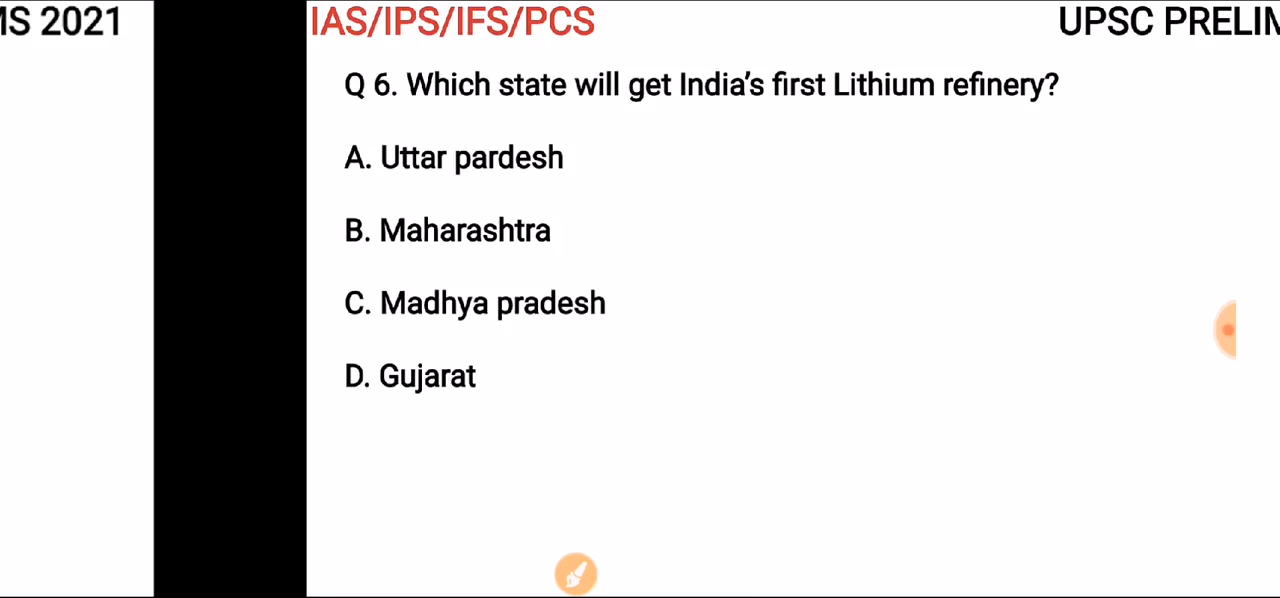 IS 2021
IAS/IPS/IFS/PCS
UPSC PRELIM
Q 6. Which state will get India's first Lithium refinery?
A. Uttar pardesh
B. Maharashtra
C. Madhya pradesh
D. Gujarat